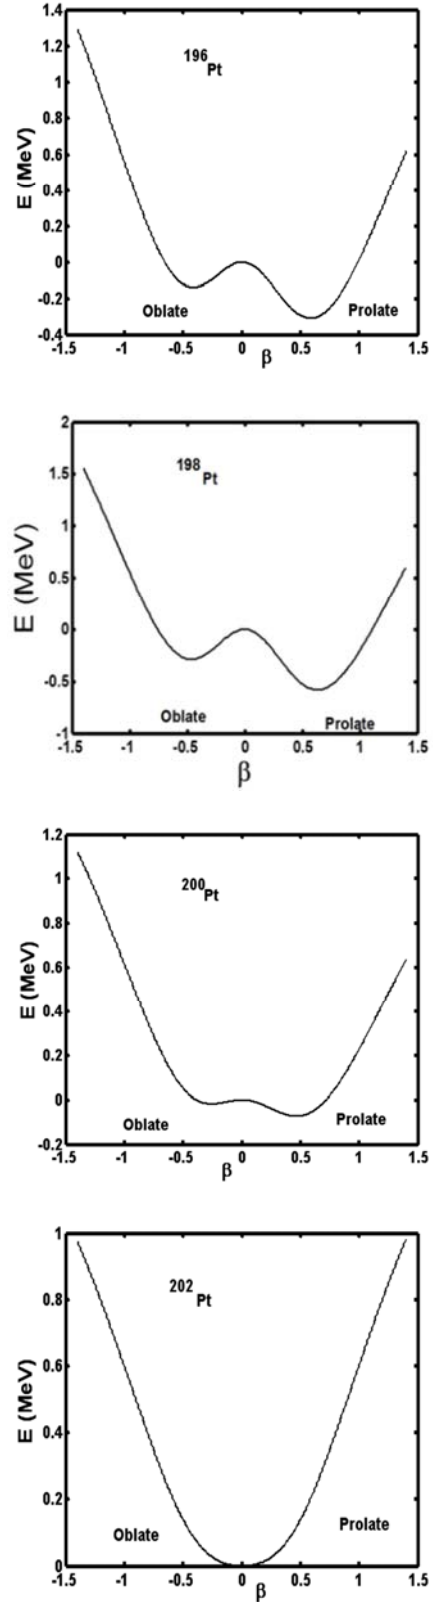 1.4
1.2
1
0.8
0.6
0.4
0.2
0
-0.2
-0.4
E (MeV)
196Pt
Oblate
Prolate
-1.5 -1 -0.5 0 0.5 1 1.5
β
2
1.5
1
0.5
0
-0.5
-1
E (MeV)
198Pt
Oblate
Prolate
-1.5 -1 -0.5 0 0.5 1 1.5
β
1.2
1
0.8
0.6
0.4
0.2
0
-0.2
E (MeV)
200Pt
Oblate
Prolate
-1.5 -1 -0.5 0 0.5 1 1.5
β
1
0.8
0.6
0.4
0.2
0
E (MeV)
202Pt
Oblate
Prolate
-1.5 -1 -0.5 0 0.5 1 1.5
β